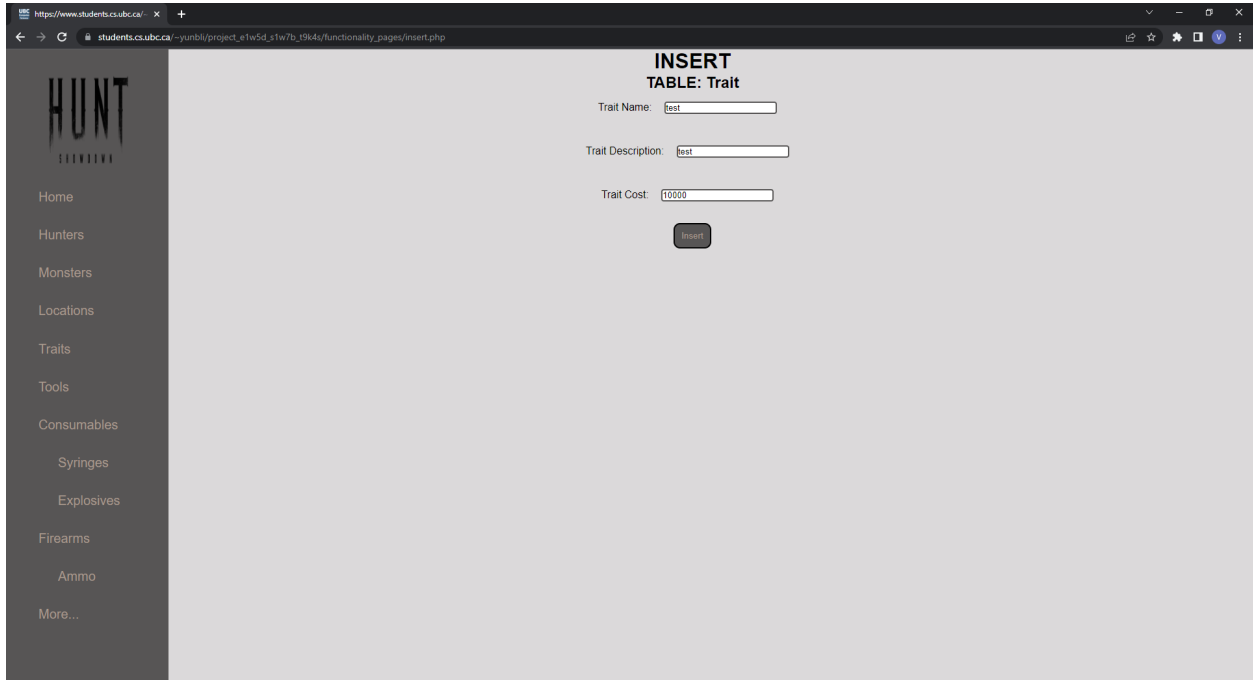 https://www.students.cs.ubc.ca/~
students.cs.ubc.ca/~yunbli/project_e1w5d_s1w7b_t9k4s/functionality_pages/insert.php
V
HUNT
SHOWDOWN
Home
Hunters
Monsters
Locations
Traits
Tools
Consumables
Syringes
Explosives
Firearms
Ammo
More...
INSERT
TABLE: Trait
Trait Name: test
Trait Description: test
Trait Cost: 10000
Insert